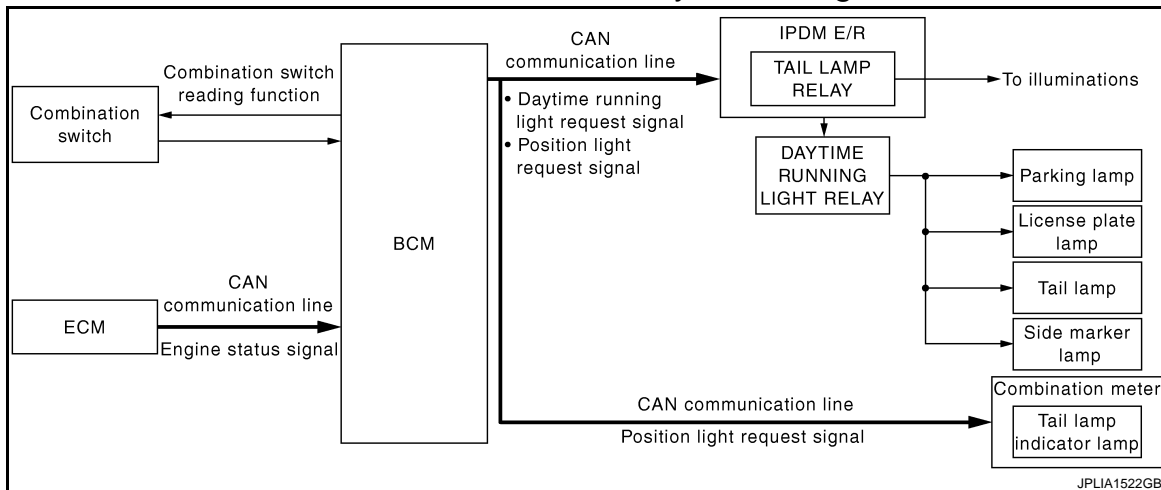 Combination
switch
Combination switch
reading function
ECM
CAN
communication line
Engine status signal
BCM
CAN
communication line
• Daytime running
light request signal
• Position light
request signal
IPDM E/R
TAIL LAMP
RELAY
To illuminations
DAYTIME
RUNNING
LIGHT RELAY
Parking lamp
License plate
lamp
Tail lamp
Side marker
lamp
CAN communication line
Position light request signal
Combination meter
Tail lamp
indicator lamp
JPLIA1522GB